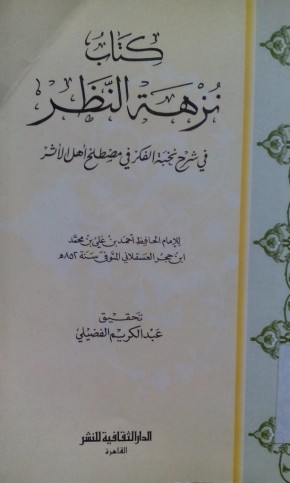 كتاب
نزهة النظر
في شرح نخبة الفكر في مصطلح أهل الأثر
للإمام الحافظ أحمد بن علي بن محمد
ابن حجر العسقلاني المتوفى سنة ٨٥٢ هـ
تحقيق
عبد الكريم الفضيلي
الدار الثقافية للنشر
القاهرة